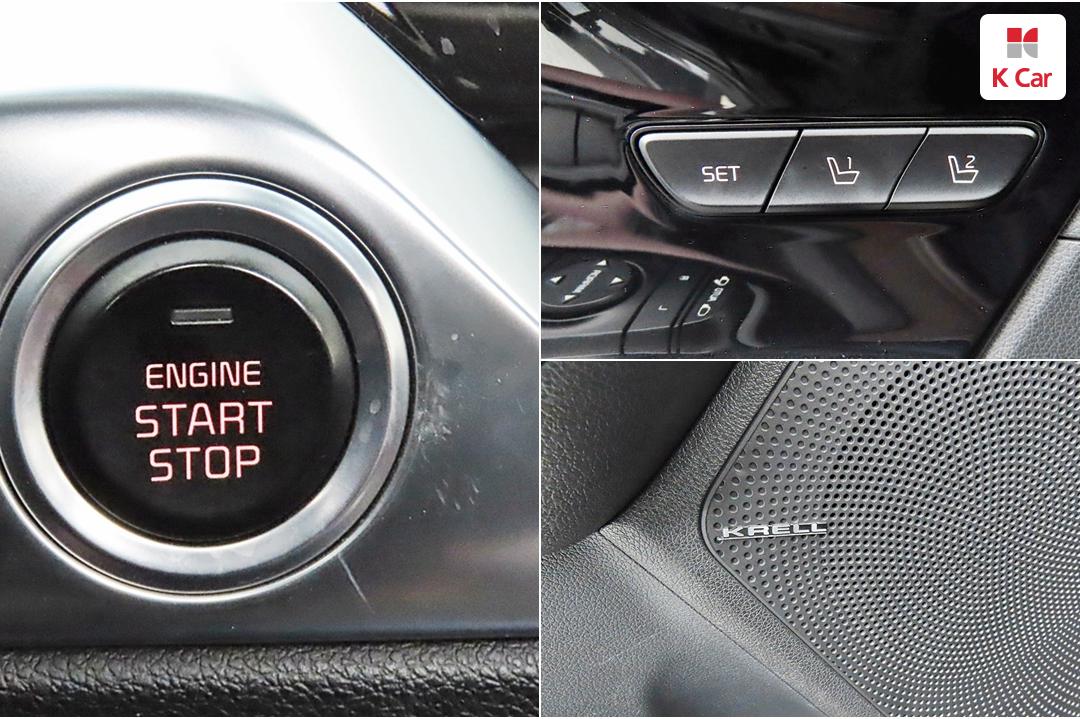 ENGINE
START
STOP
K Car
SET
1
2
KRELL